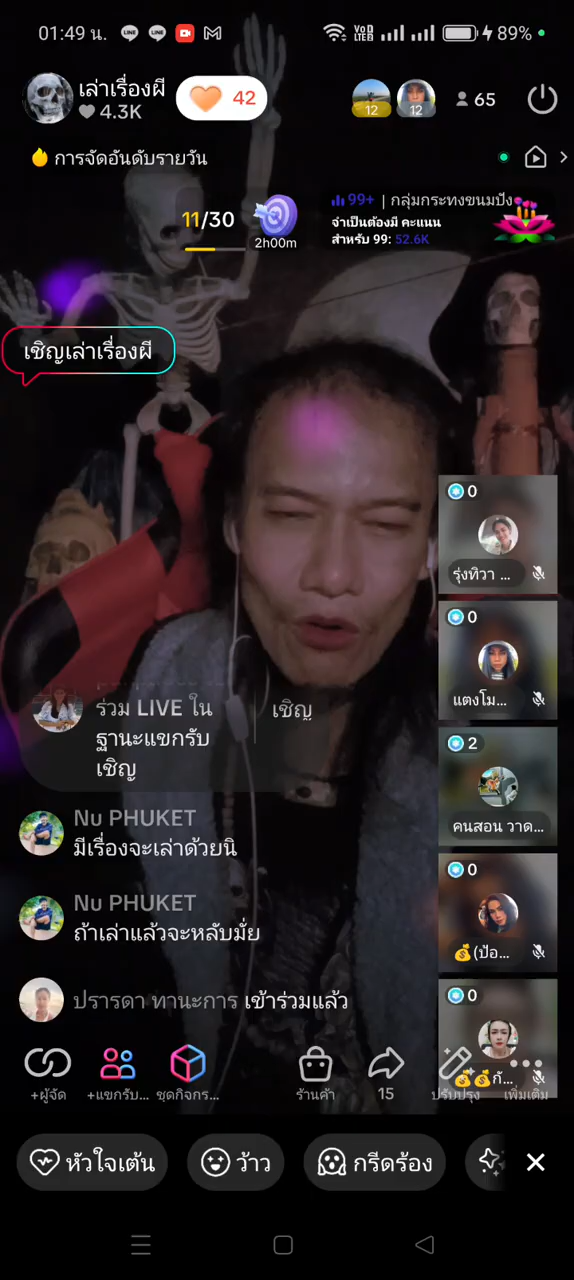 01:49 น.
LINE LINE
VoD LTED
89%
เล่าเรื่องผี
4.3K
42
12
12
65
การจัดอันดับรายวัน
11/30
2h00m
99+ | กลุ่มกระทงขนมปัง
จำเป็นต้องมี คะแนน
สำหรับ 99: 52.6K
เชิญเล่าเรื่องผี
0
รุ่งทิวา ...
0
แตงโม...
2
คนสอน วาด...
0
💰(ป้อ...
0
💰💰กั...
ร่วม LIVE ใน
ฐานะแขกรับ
เชิญ
เชิญ
Nu PHUKET
มีเรื่องจะเล่าด้วยนิ
Nu PHUKET
ถ้าเล่าแล้วจะหลับมั่ย
ปรารดา ทานะการ เข้าร่วมแล้ว
+ผู้จัด
+แขกรับ...
ชุดกิจกร...
ร้านค้า
15
ปรับปรุง
เพิ่มเติม
หัวใจเต้น
ว้าว
กรีดร้อง